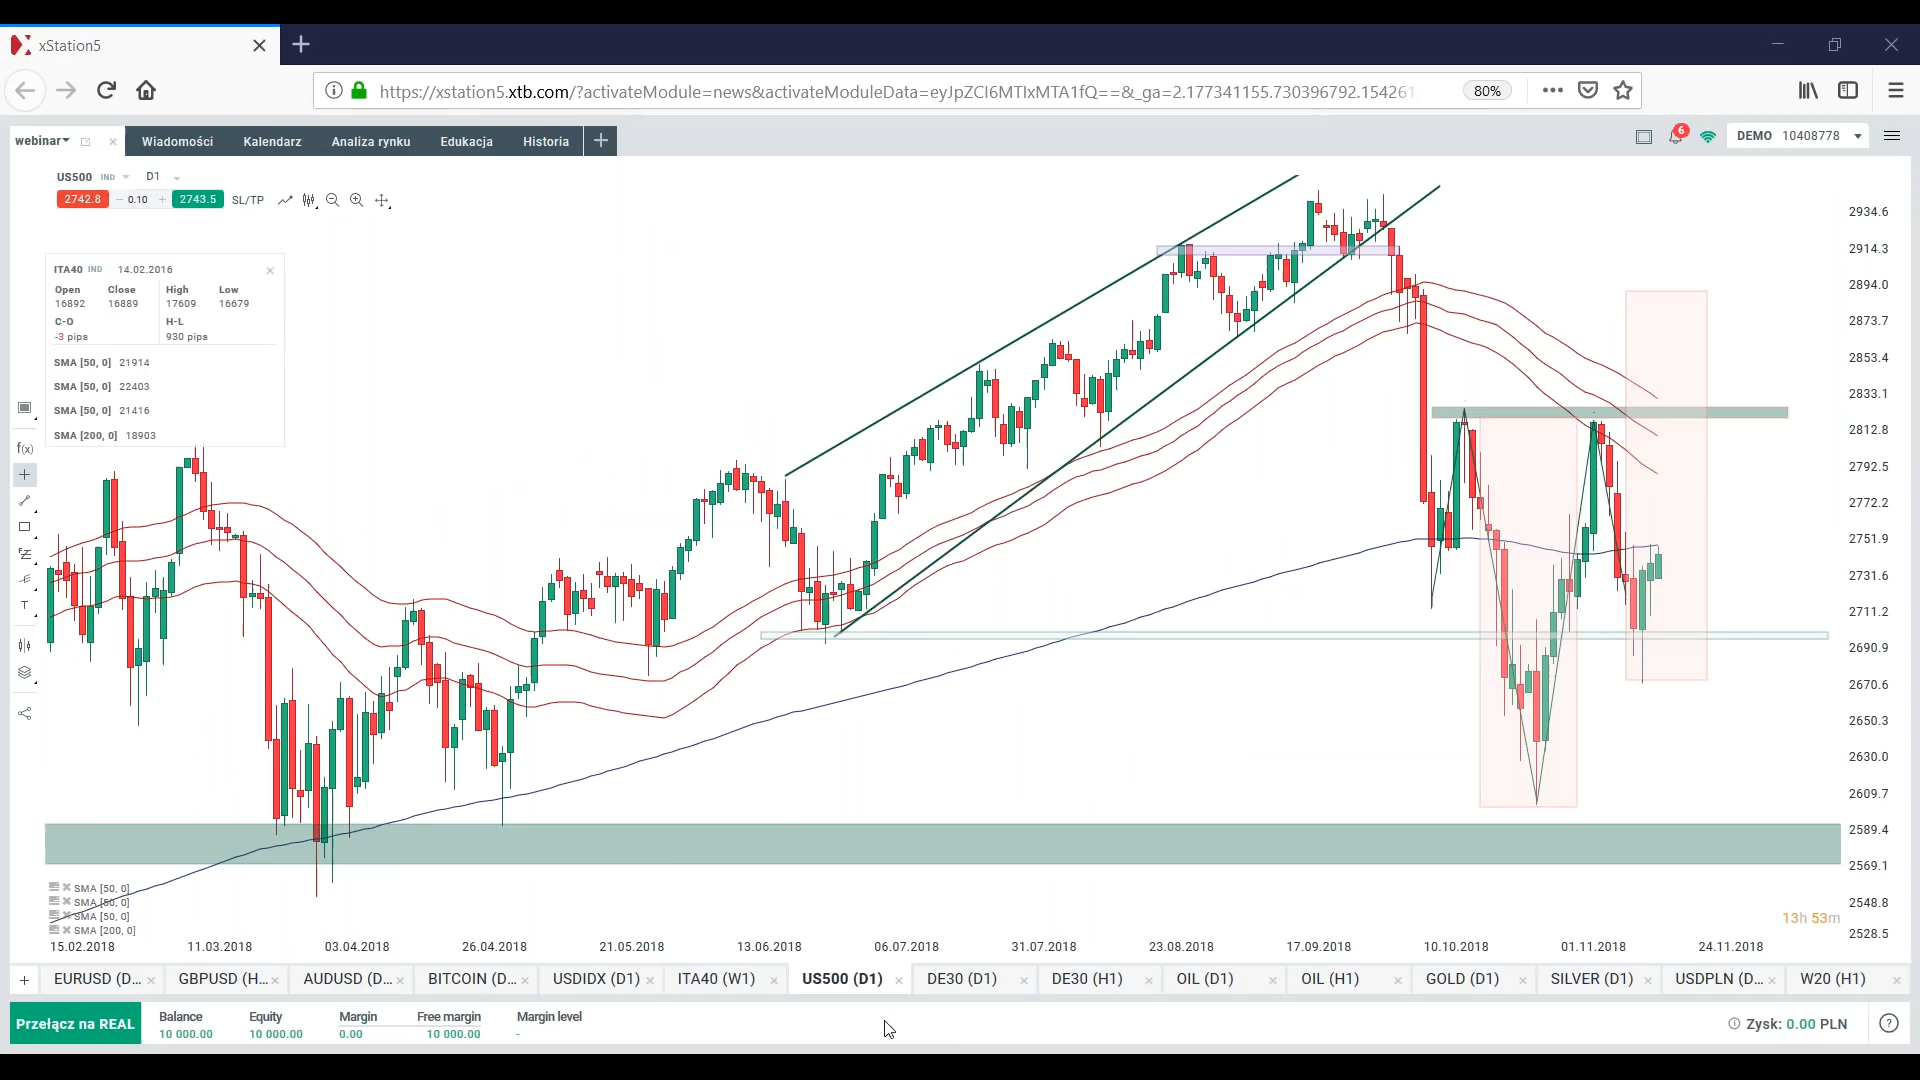 xStation5
https://xstation5.xtb.com/?activateModule=news&activateModuleData=eyJpZCI6MTIxMTA1fQ==&_ga=2.177341155.730396792.154261
80%
webinar
Wiadomości
Kalendarz
Analiza rynku
Edukacja
Historia
6
DEMO 10408778
US500 IND D1
2742.8 0.10 2743.5 SL/TP
ITA40 IND 14.02.2016
Open Close High Low
16892 16889 17609 16679
C-O H-L
-3 pips 930 pips
SMA [50, 0] 21914
SMA [50, 0] 22403
SMA [50, 0] 21416
SMA [200, 0] 18903
f(x)
T
2934.6
2914.3
2894.0
2873.7
2853.4
2833.1
2812.8
2792.5
2772.2
2751.9
2731.6
2711.2
2690.9
2670.6
2650.3
2630.0
2609.7
2589.4
2569.1
2548.8
2528.5
SMA [50, 0]
SMA [50, 0]
SMA [50, 0]
SMA [200, 0]
13h 53m
15.02.2018 11.03.2018 03.04.2018 26.04.2018 21.05.2018 13.06.2018 06.07.2018 31.07.2018 23.08.2018 17.09.2018 10.10.2018 01.11.2018 24.11.2018
EURUSD (D... GBPUSD (H... AUDUSD (D... BITCOIN (D... USDIDX (D1) ITA40 (W1) US500 (D1) DE30 (D1) DE30 (H1) OIL (D1) OIL (H1) GOLD (D1) SILVER (D1) USDPLN (D... W20 (H1)
Przełącz na REAL
Balance Equity Margin Free margin Margin level
10 000.00 10 000.00 0.00 10 000.00 -
Zysk: 0.00 PLN